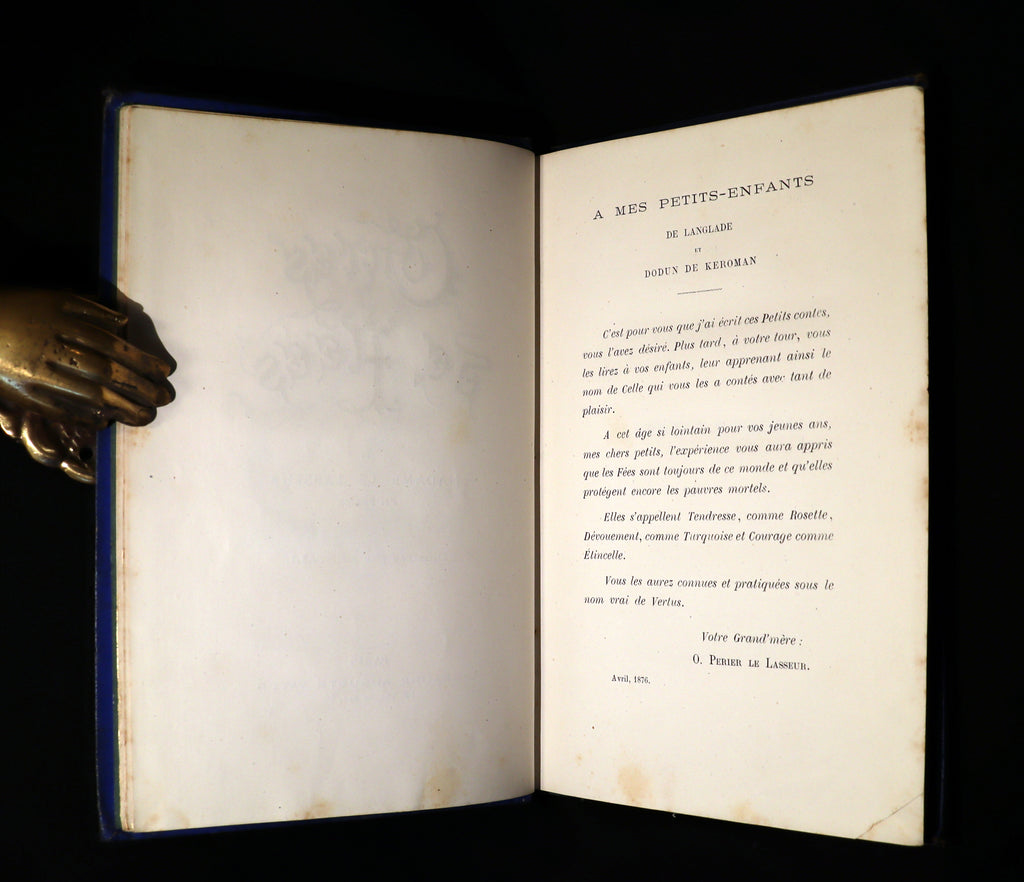 A MES PETITS-ENFANTS
DE LANGLADE
ET
DODUN DE KEROMAN
C'est pour vous que j'ai écrit ces Petits contes,
vous l'avez désiré. Plus tard, à votre tour, vous
les lirez à vos enfants, leur apprenant ainsi le
nom de Celle qui vous les a contés avec tant de
plaisir.
A cet âge si lointain pour vos jeunes ans,
mes chers petits, l'expérience vous aura appris
que les Fées sont toujours de ce monde et qu'elles
protégent encore les pauvres mortels.
Elles s'appellent Tendresse, comme Rosette,
Dévouement, comme Turquoise et Courage comme
Étincelle.
Vous les aurez connues et pratiquées sous le
nom vrai de Vertus.
Votre Grand'mère :
O. PERIER LE LASSEUR.
Avril, 1876.